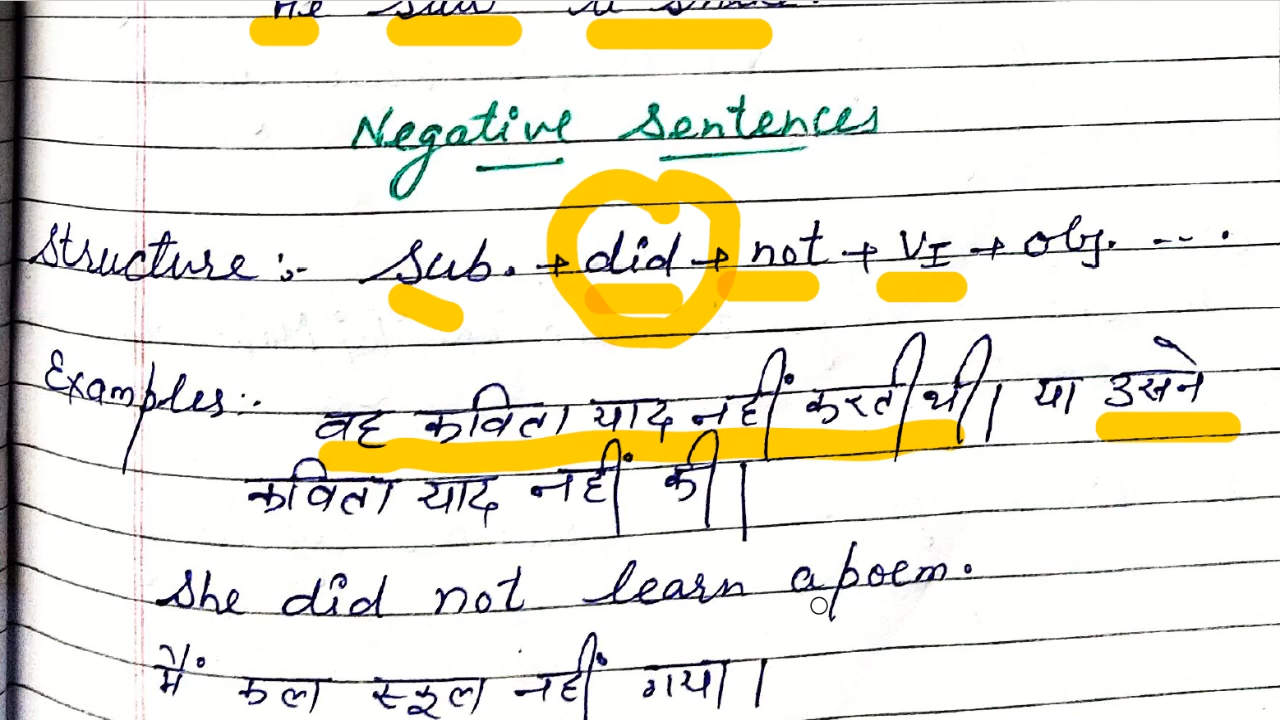 Negative Sentences
Structure :- Sub. + did + not + VI + obj. ---.
Examples :-
वह कविता याद नहीं करती थी। या उसने
कविता याद नहीं की।
She did not learn a poem.
मैं कल स्कूल नहीं गया।